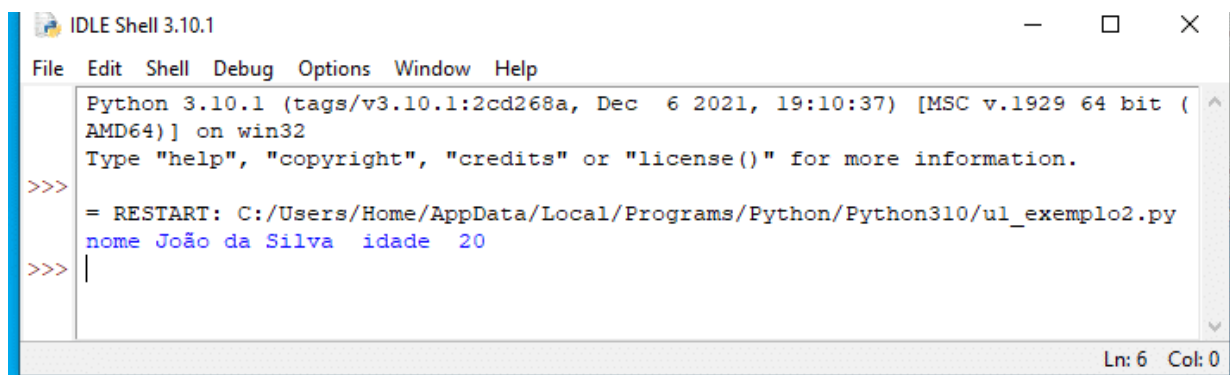 IDLE Shell 3.10.1
File Edit Shell Debug Options Window Help
Python 3.10.1 (tags/v3.10.1:2cd268a, Dec  6 2021, 19:10:37) [MSC v.1929 64 bit (
AMD64)] on win32
Type "help", "copyright", "credits" or "license()" for more information.
>>>
= RESTART: C:/Users/Home/AppData/Local/Programs/Python/Python310/u1_exemplo2.py
nome João da Silva  idade  20
>>>
Ln: 6 Col: 0